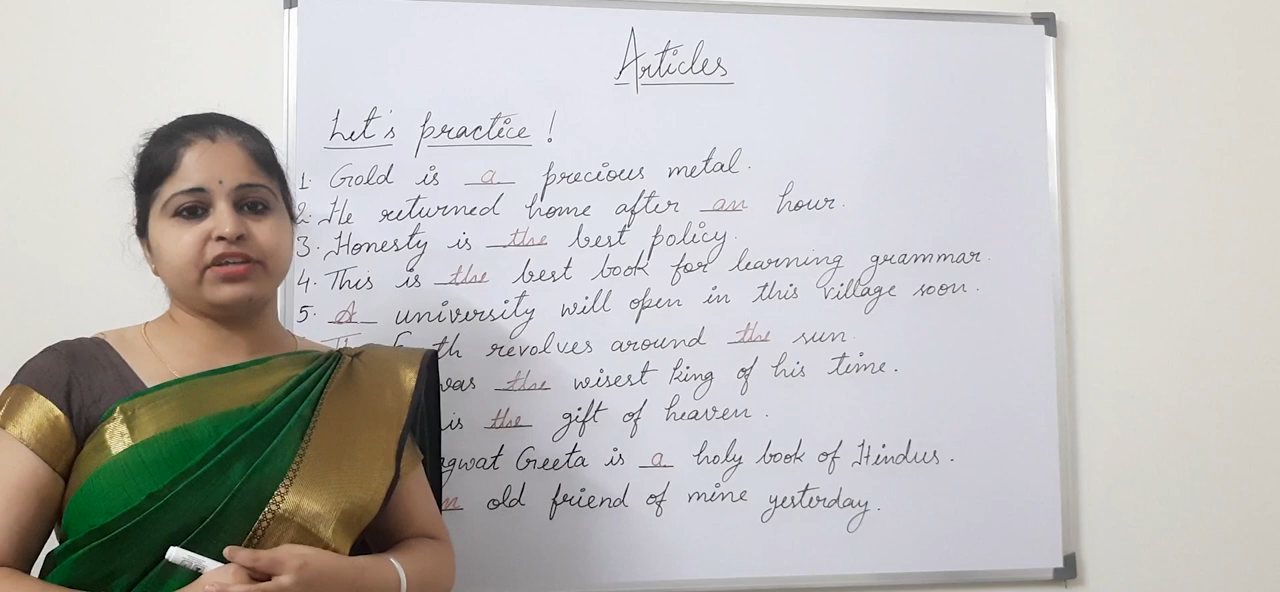 Articles
Let's practice!
1. Gold is a precious metal.
2. He returned home after an hour.
3. Honesty is the best policy.
4. This is the best book for learning grammar.
5. A university will open in this village soon.
revolves around the sun.
was the wisest king of his time.
is the gift of heaven.
Geeta is a holy book of Hindus.
old friend of mine yesterday.